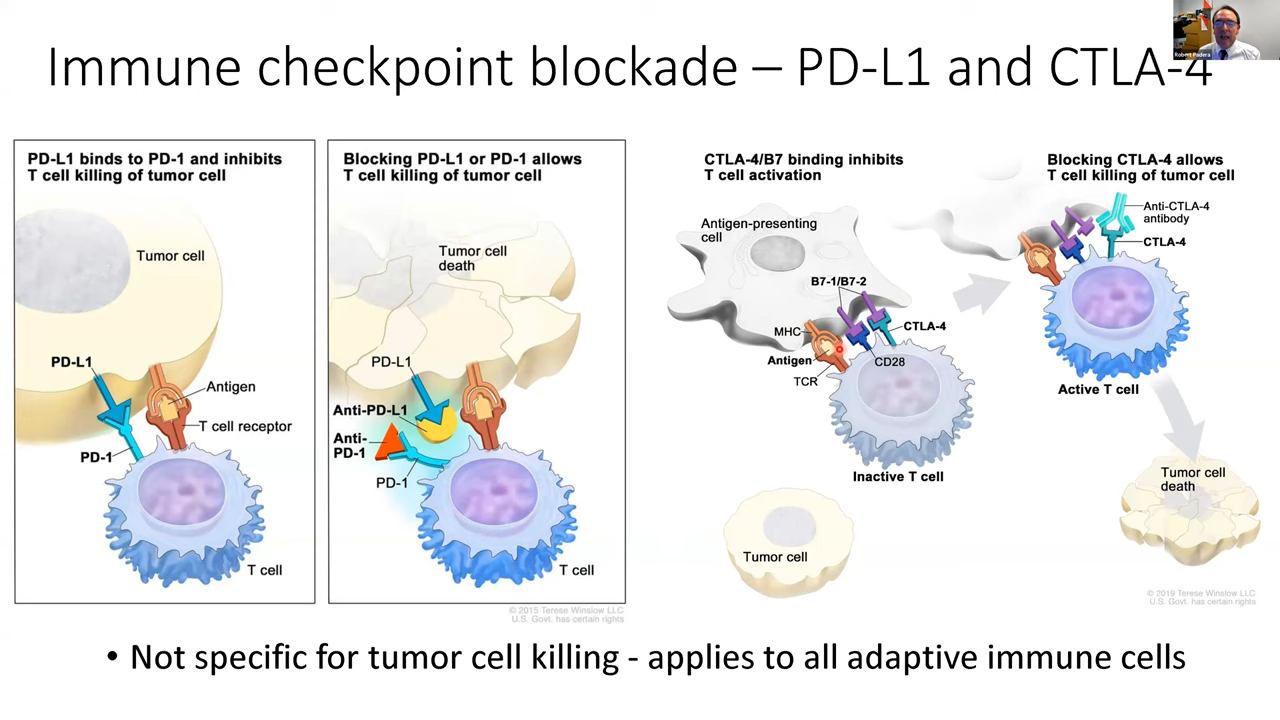 Immune checkpoint blockade – PD-L1 and CTLA-4
Robert Padera
PD-L1 binds to PD-1 and inhibits
T cell killing of tumor cell
Tumor cell
PD-L1
Antigen
T cell receptor
PD-1
T cell
Blocking PD-L1 or PD-1 allows
T cell killing of tumor cell
Tumor cell
death
PD-L1
Anti-PD-L1
Anti-
PD-1
PD-1
T cell
© 2015 Terese Winslow LLC
U.S. Govt. has certain rights
CTLA-4/B7 binding inhibits
T cell activation
Antigen-presenting
cell
B7-1/B7-2
MHC
CTLA-4
Antigen
CD28
TCR
Inactive T cell
Tumor cell
Blocking CTLA-4 allows
T cell killing of tumor cell
Anti-CTLA-4
antibody
CTLA-4
Active T cell
Tumor cell
death
© 2019 Terese Winslow LLC
U.S. Govt. has certain rights
• Not specific for tumor cell killing - applies to all adaptive immune cells